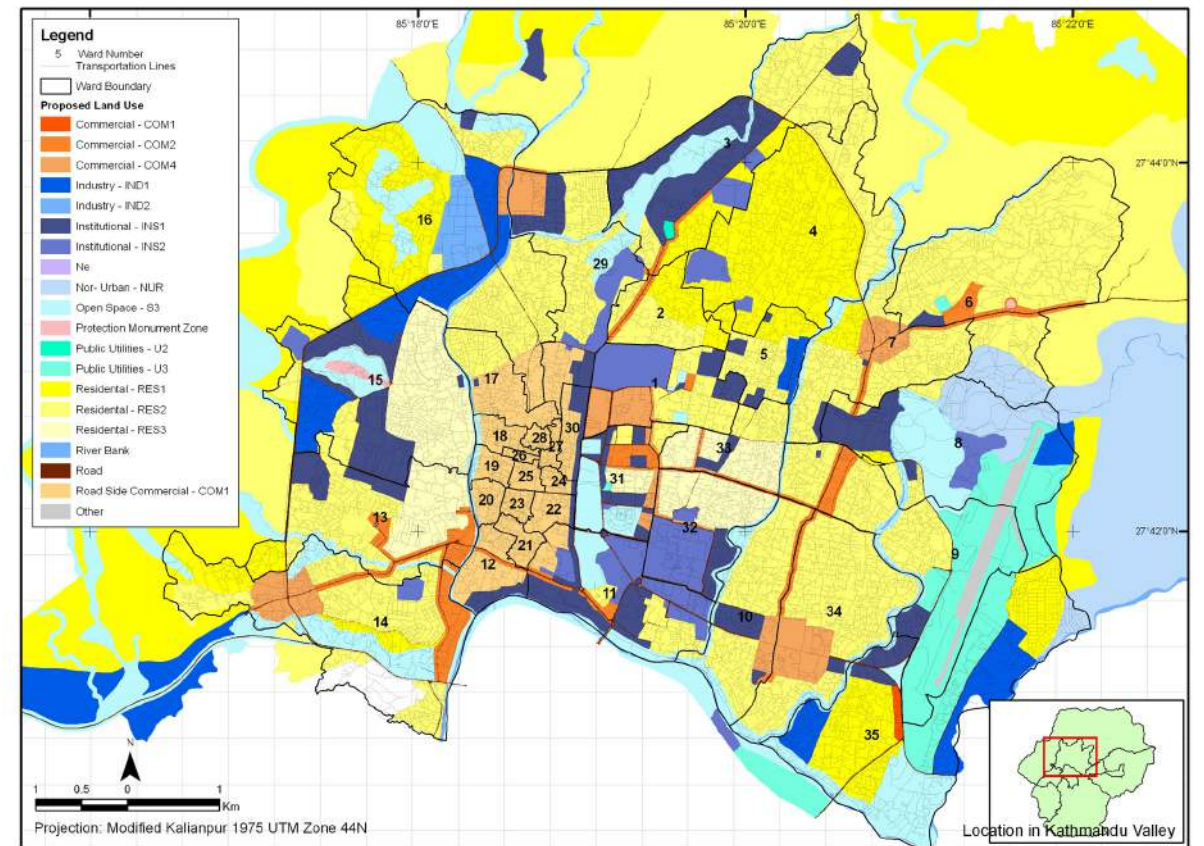 85°18'0"E
85°20'0"E
85°22'0"E
Legend
5 Ward Number
Transportation Lines
Ward Boundary
Proposed Land Use
Commercial - COM1
Commercial - COM2
Commercial - COM4
Industry - IND1
Industry - IND2
Institutional - INS1
Institutional - INS2
Ne
Nor- Urban - NUR
Open Space - S3
Protection Monument Zone
Public Utilities - U2
Public Utilities - U3
Residental - RES1
Residental - RES2
Residental - RES3
River Bank
Road
Road Side Commercial - COM1
Other
3
27°44'0"N
16
4
29
6
2
7
5
15
17
1
30
18
28
27
33
8
26
19
25
24
31
20
23
22
32
13
27°42'0"N
21
9
12
11
10
34
14
35
N
1 0.5 0 1
Km
Projection: Modified Kalianpur 1975 UTM Zone 44N
Location in Kathmandu Valley